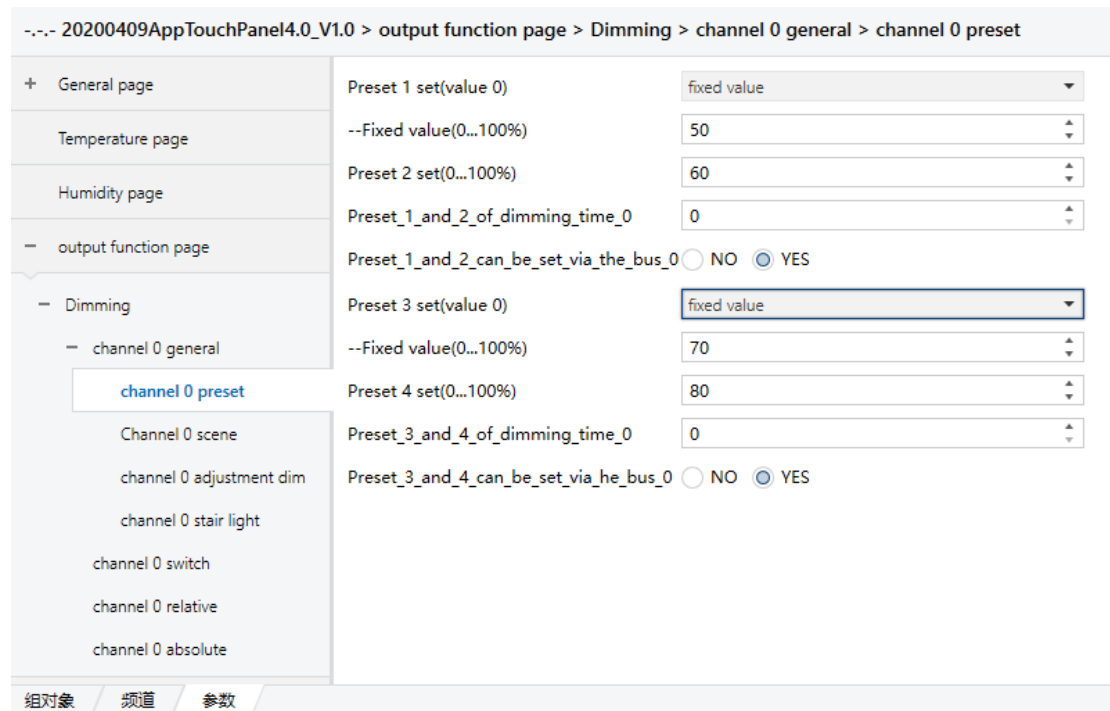 -.-.- 20200409AppTouchPanel4.0_V1.0 > output function page > Dimming > channel 0 general > channel 0 preset
+ General page
Temperature page
Humidity page
− output function page
− Dimming
− channel 0 general
channel 0 preset
Channel 0 scene
channel 0 adjustment dim
channel 0 stair light
channel 0 switch
channel 0 relative
channel 0 absolute
Preset 1 set(value 0) fixed value
--Fixed value(0...100%) 50
Preset 2 set(0...100%) 60
Preset_1_and_2_of_dimming_time_0 0
Preset_1_and_2_can_be_set_via_the_bus_0 NO YES
Preset 3 set(value 0) fixed value
--Fixed value(0...100%) 70
Preset 4 set(0...100%) 80
Preset_3_and_4_of_dimming_time_0 0
Preset_3_and_4_can_be_set_via_he_bus_0 NO YES
组对象 频道 参数